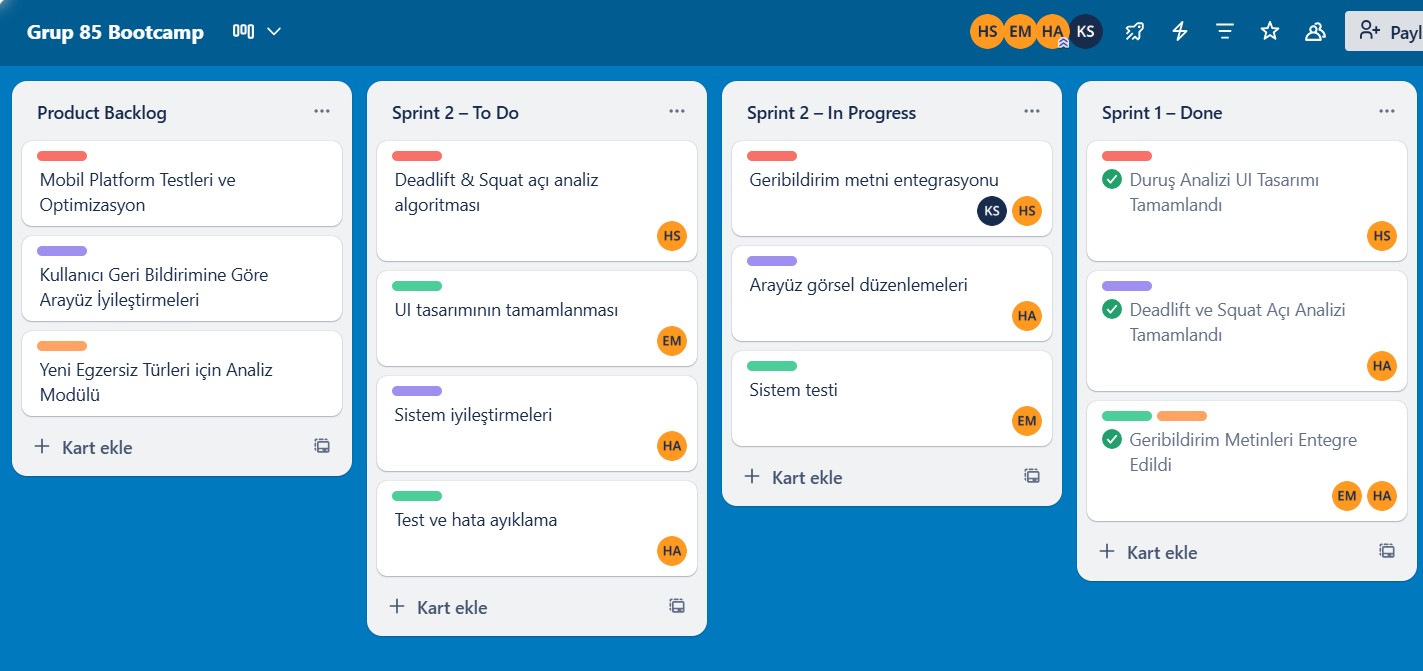 Grup 85 Bootcamp
HS EM HA KS
Payl
Product Backlog
Mobil Platform Testleri ve
Optimizasyon
Kullanıcı Geri Bildirimine Göre
Arayüz İyileştirmeleri
Yeni Egzersiz Türleri için Analiz
Modülü
Kart ekle
Sprint 2 – To Do
Deadlift & Squat açı analiz
algoritması
HS
UI tasarımının tamamlanması
EM
Sistem iyileştirmeleri
HA
Test ve hata ayıklama
HA
Kart ekle
Sprint 2 – In Progress
Geribildirim metni entegrasyonu
KS HS
Arayüz görsel düzenlemeleri
HA
Sistem testi
EM
Kart ekle
Sprint 1 – Done
Duruş Analizi UI Tasarımı
Tamamlandı
HS
Deadlift ve Squat Açı Analizi
Tamamlandı
HA
Geribildirim Metinleri Entegre
Edildi
EM HA
Kart ekle